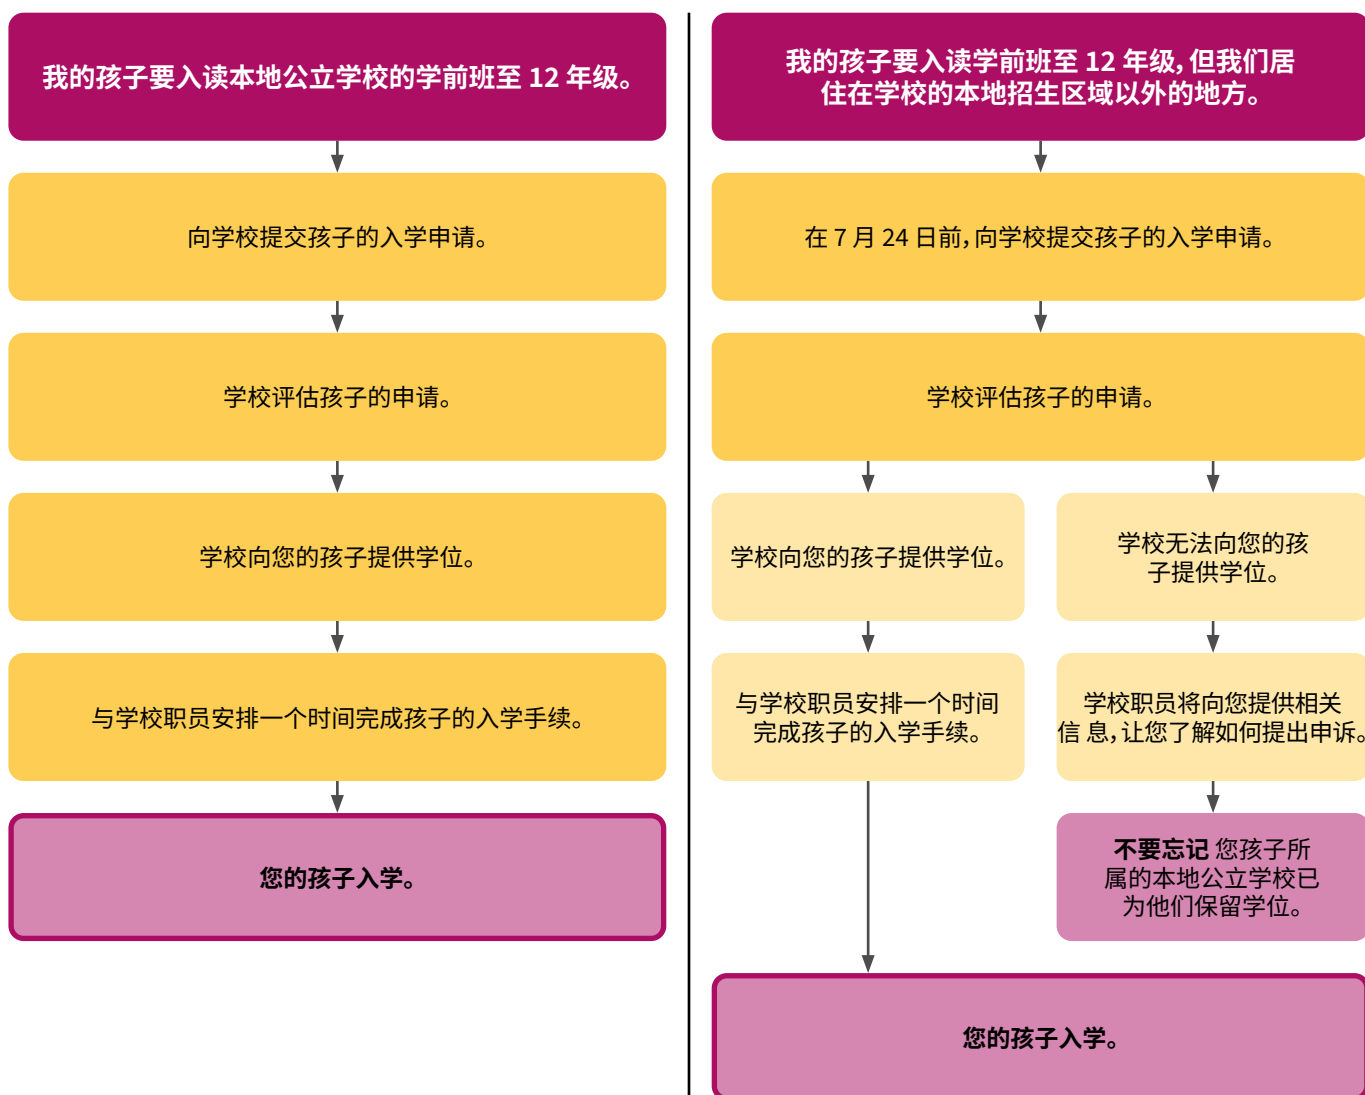 我的孩子要入读本地公立学校的学前班至 12 年级。
向学校提交孩子的入学申请。
学校评估孩子的申请。
学校向您的孩子提供学位。
与学校职员安排一个时间完成孩子的入学手续。
您的孩子入学。
我的孩子要入读学前班至 12 年级，但我们居
住在学校的本地招生区域以外的地方。
在 7 月 24 日前，向学校提交孩子的入学申请。
学校评估孩子的申请。
学校向您的孩子提供学位。
与学校职员安排一个时间
完成孩子的入学手续。
学校无法向您的孩
子提供学位。
学校职员将向您提供相关
信 息，让您了解如何提出申诉。
不要忘记 您孩子所
属的本地公立学校已
为他们保留学位。
您的孩子入学。